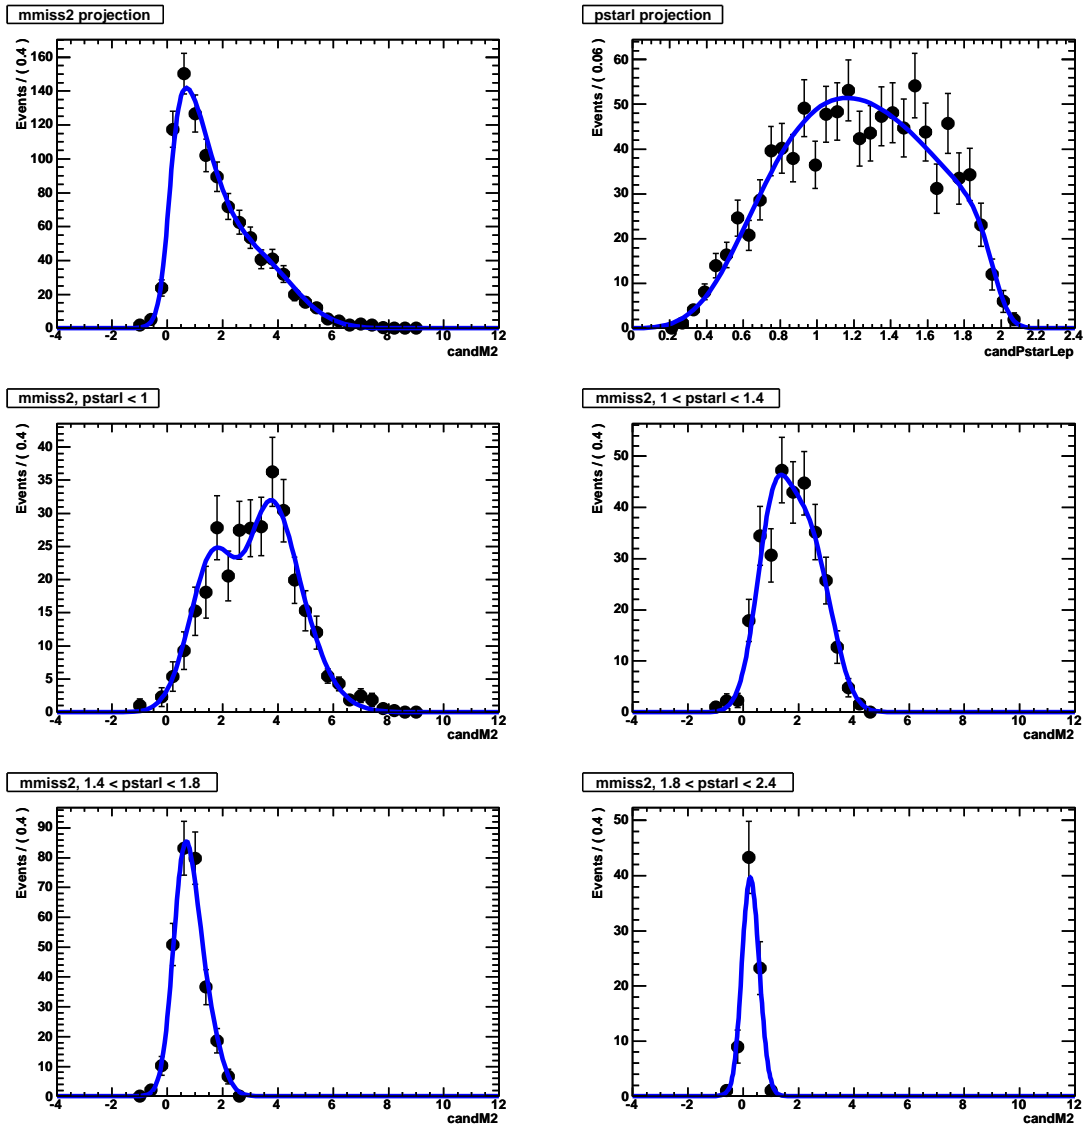 mmiss2 projection
Events / ( 0.4 )
160
140
120
100
80
60
40
20
0
-4 -2 0 2 4 6 8 10 12
candM2
pstarl projection
Events / ( 0.06 )
60
50
40
30
20
10
0
0 0.2 0.4 0.6 0.8 1 1.2 1.4 1.6 1.8 2 2.2 2.4
candPstarLep
mmiss2, pstarl < 1
Events / ( 0.4 )
40
35
30
25
20
15
10
5
0
-4 -2 0 2 4 6 8 10 12
candM2
mmiss2, 1 < pstarl < 1.4
Events / ( 0.4 )
50
40
30
20
10
0
-4 -2 0 2 4 6 8 10 12
candM2
mmiss2, 1.4 < pstarl < 1.8
Events / ( 0.4 )
90
80
70
60
50
40
30
20
10
0
-4 -2 0 2 4 6 8 10 12
candM2
mmiss2, 1.8 < pstarl < 2.4
Events / ( 0.4 )
50
40
30
20
10
0
-4 -2 0 2 4 6 8 10 12
candM2